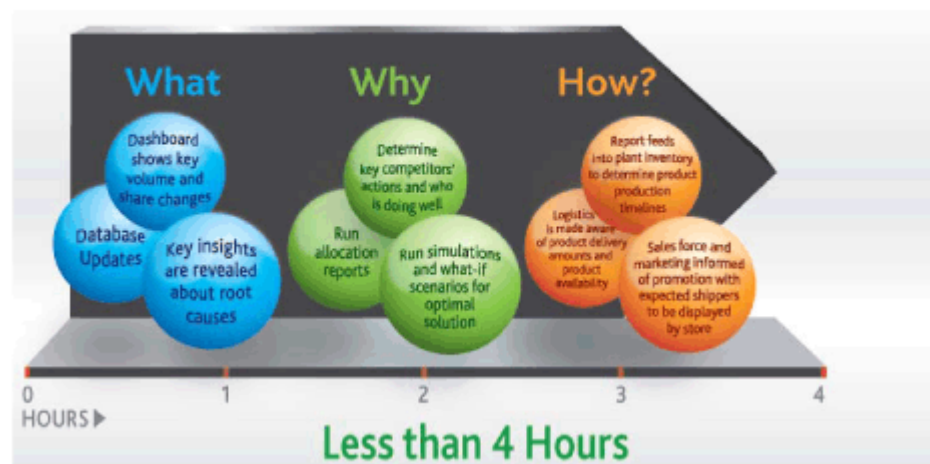 What
Why
How?
Dashboard
shows key
volume and
share changes
Database
Updates
Key insights
are revealed
about root
causes
Determine
key competitors'
actions and who
is doing well
Run
allocation
reports
Run simulations
and what-if
scenarios for
optimal
solution
Report feeds
into plant inventory
to determine product
production
timelines
Logistics
is made aware
of product delivery
amounts and
product
availability
Sales force and
marketing informed
of promotion with
expected shippers
to be displayed
by store
0
1
2
3
4
HOURS
Less than 4 Hours